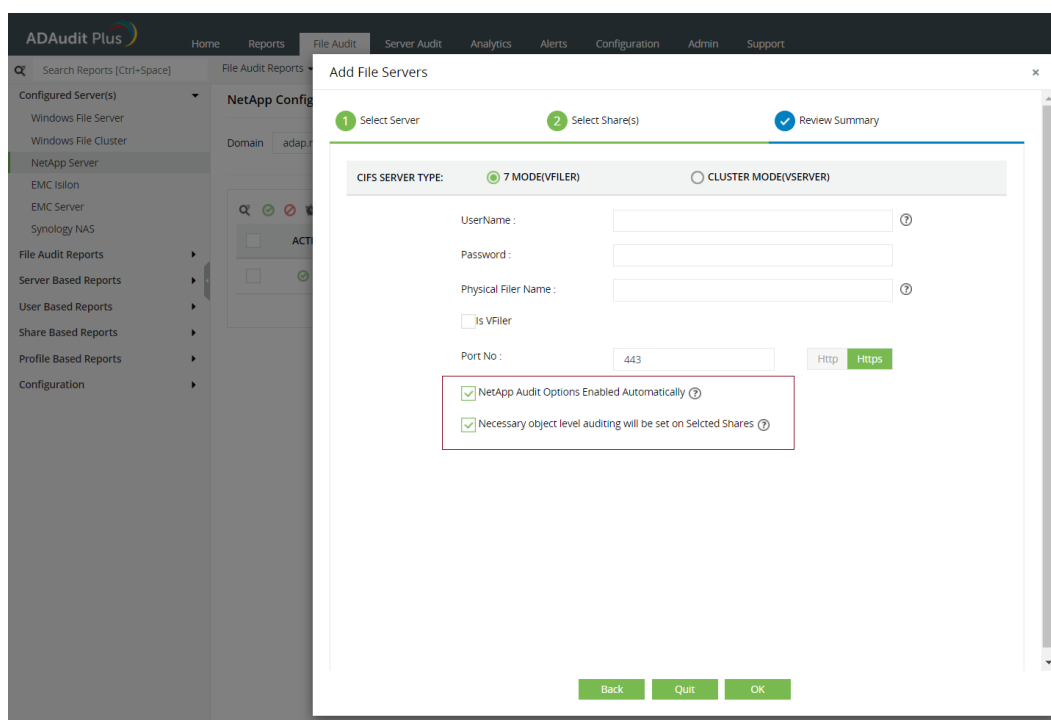 ADAudit Plus
Home Reports File Audit Server Audit Analytics Alerts Configuration Admin Support
Search Reports [Ctrl+Space]
File Audit Reports
Configured Server(s)
Windows File Server
Windows File Cluster
NetApp Server
EMC Isilon
EMC Server
Synology NAS
File Audit Reports
Server Based Reports
User Based Reports
Share Based Reports
Profile Based Reports
Configuration
NetApp Config
Domain adap.
ACTI
Add File Servers ×
1 Select Server 2 Select Share(s) Review Summary
CIFS SERVER TYPE: 7 MODE(VFILER) CLUSTER MODE(VSERVER)
UserName : ?
Password :
Physical Filer Name : ?
Is VFiler
Port No : 443 Http Https
NetApp Audit Options Enabled Automatically ?
Necessary object level auditing will be set on Selcted Shares ?
Back Quit OK